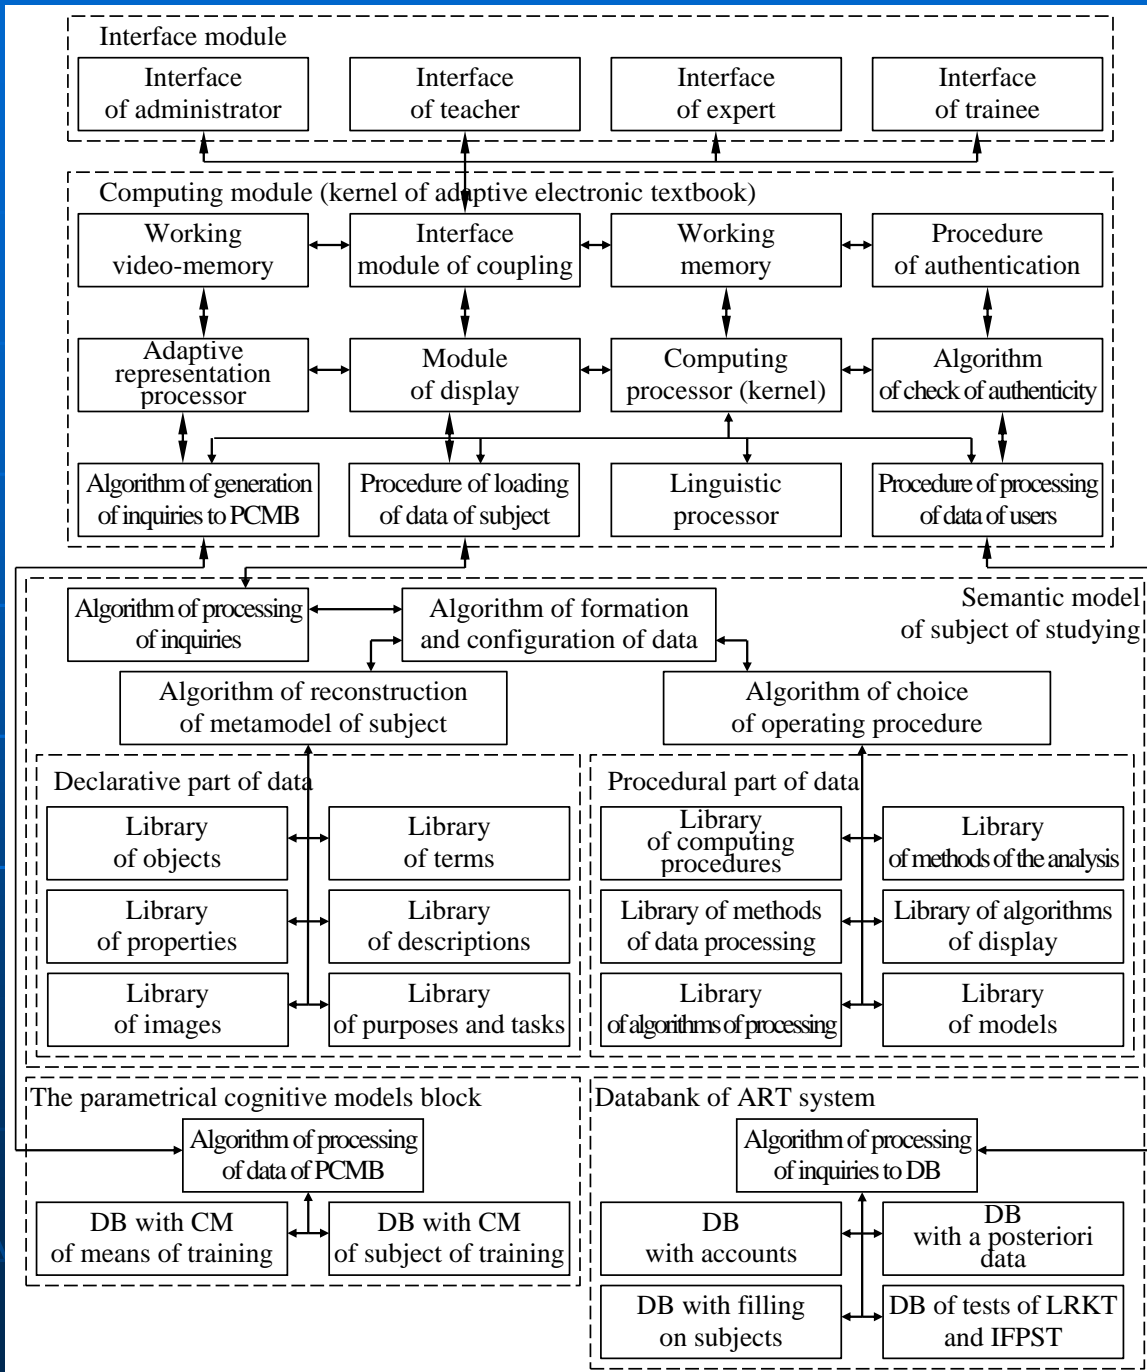 Interface module
Interface
of administrator
Interface
of teacher
Interface
of expert
Interface
of trainee
Computing module (kernel of adaptive electronic textbook)
Working
video-memory
Interface
module of coupling
Working
memory
Procedure
of authentication
Adaptive
representation
processor
Module
of display
Computing
processor (kernel)
Algorithm
of check of authenticity
Algorithm of generation
of inquiries to PCMB
Procedure of loading
of data of subject
Linguistic
processor
Procedure of processing
of data of users
Algorithm of processing
of inquiries
Algorithm of formation
and configuration of data
Semantic model
of subject of studying
Algorithm of reconstruction
of metamodel of subject
Algorithm of choice
of operating procedure
Declarative part of data
Library
of objects
Library
of terms
Library
of properties
Library
of descriptions
Library
of images
Library
of purposes and tasks
Procedural part of data
Library
of computing
procedures
Library
of methods of the analysis
Library of methods
of data processing
Library of algorithms
of display
Library
of algorithms of processing
Library
of models
The parametrical cognitive models block
Algorithm of processing
of data of PCMB
DB with CM
of means of training
DB with CM
of subject of training
Databank of ART system
Algorithm of processing
of inquiries to DB
DB
with accounts
DB
with a posteriori
data
DB with filling
on subjects
DB of tests of LRKT
and IFPST